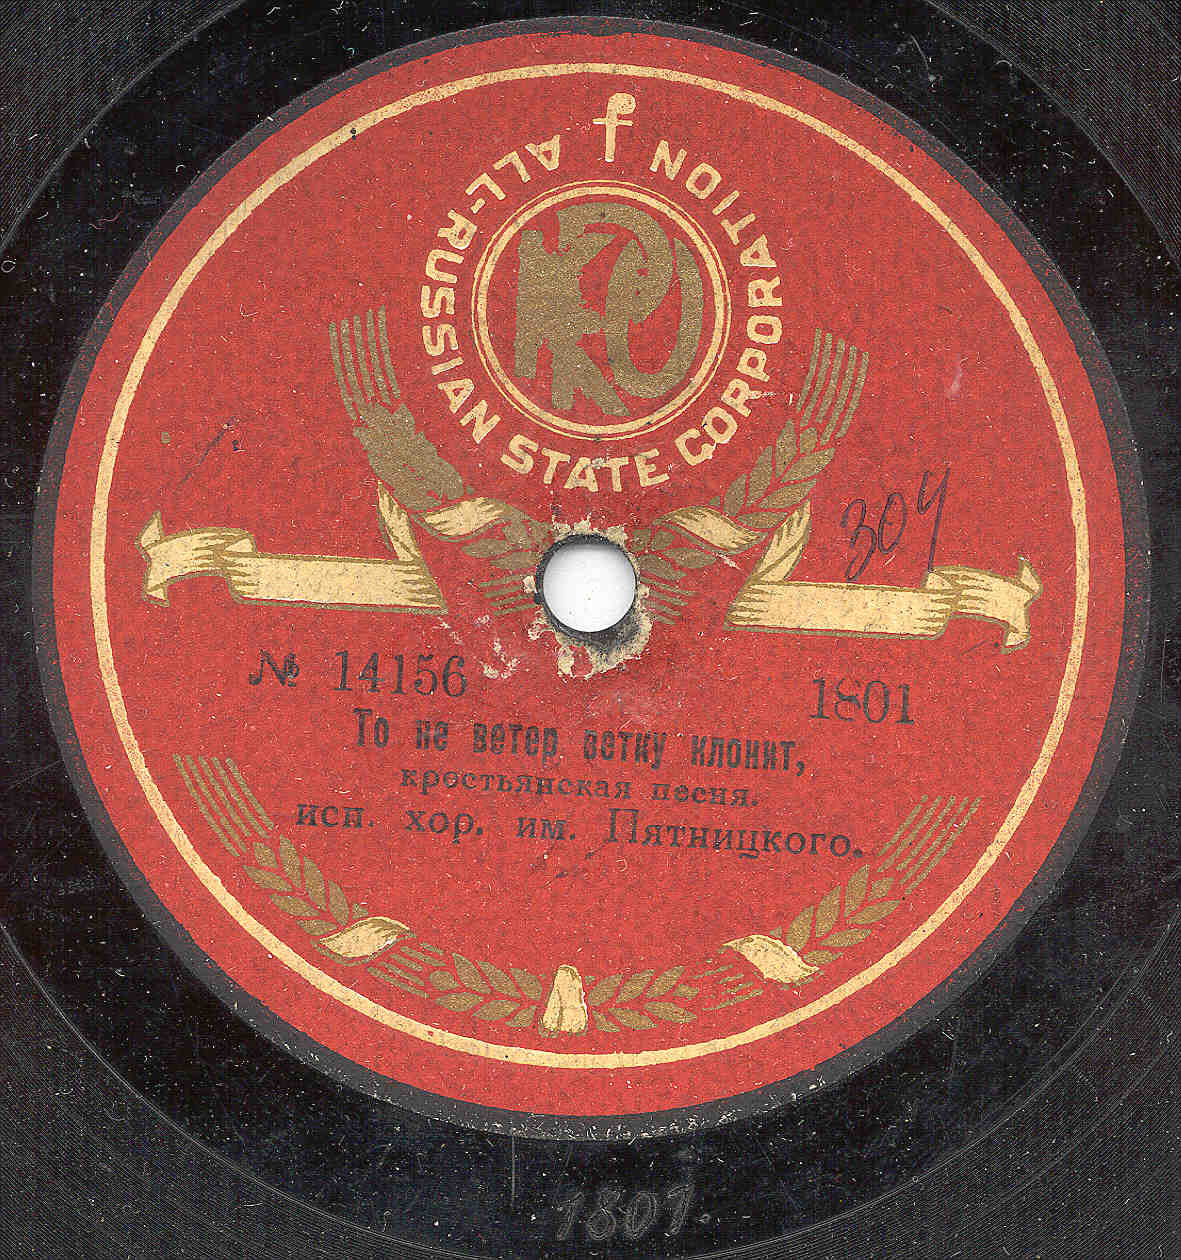 ALL-RUSSIAN STATE CORPORATION
304
№ 14156
1801
То не ветер ветку клонит,
крестьянская песня.
исп. хор. им. Пятницкого.
1801.